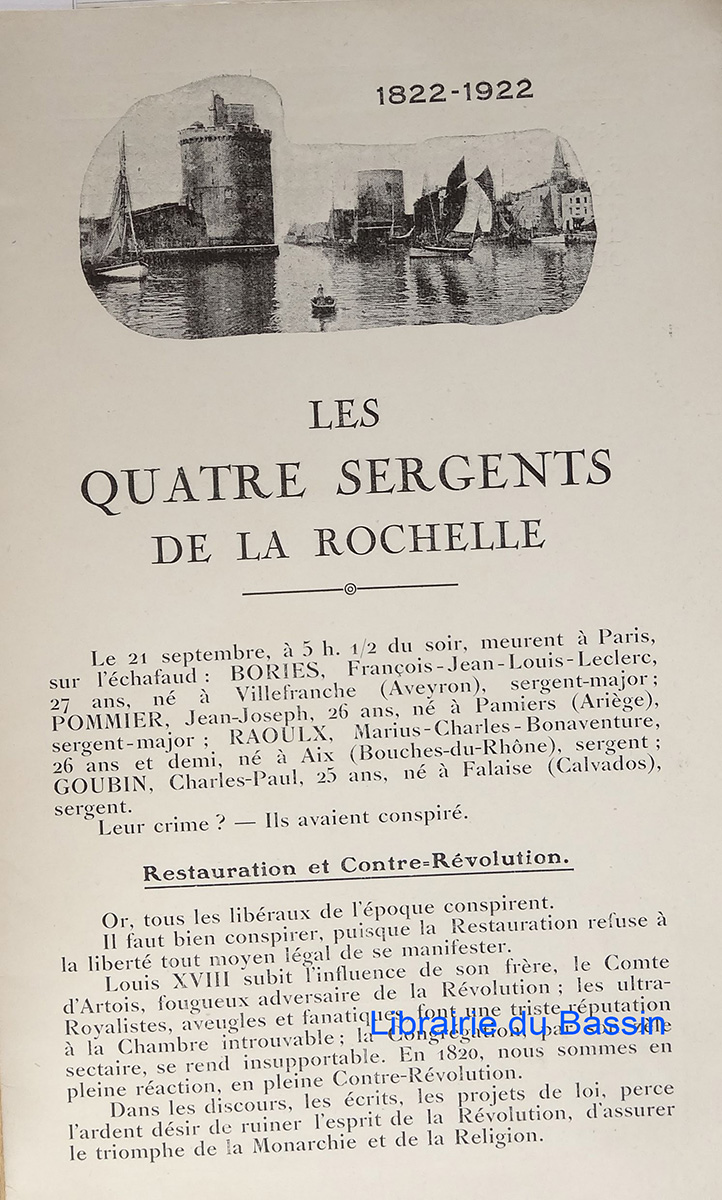 1822-1922
LES
QUATRE SERGENTS
DE LA ROCHELLE
Le 21 septembre, à 5 h. 1/2 du soir, meurent à Paris,
sur l'échafaud : BORIES, François-Jean-Louis-Leclerc,
27 ans, né à Villefranche (Aveyron), sergent-major ;
POMMIER, Jean-Joseph, 26 ans, né à Pamiers (Ariège),
sergent-major ; RAOULX, Marius-Charles-Bonaventure,
26 ans et demi, né à Aix (Bouches-du-Rhône), sergent ;
GOUBIN, Charles-Paul, 25 ans, né à Falaise (Calvados),
sergent.
Leur crime ? — Ils avaient conspiré.
Restauration et Contre=Révolution.
Or, tous les libéraux de l'époque conspirent.
Il faut bien conspirer, puisque la Restauration refuse à
la liberté tout moyen légal de se manifester.
Louis XVIII subit l'influence de son frère, le Comte
d'Artois, fougueux adversaire de la Révolution ; les ultra-
Royalistes, aveugles et fanatiques, font une triste réputation
à la Chambre introuvable ; la Congrégation, par son zèle
sectaire, se rend insupportable. En 1820, nous sommes en
pleine réaction, en pleine Contre-Révolution.
Dans les discours, les écrits, les projets de loi, perce
l'ardent désir de ruiner l'esprit de la Révolution, d'assurer
le triomphe de la Monarchie et de la Religion.
Librairie du Bassin